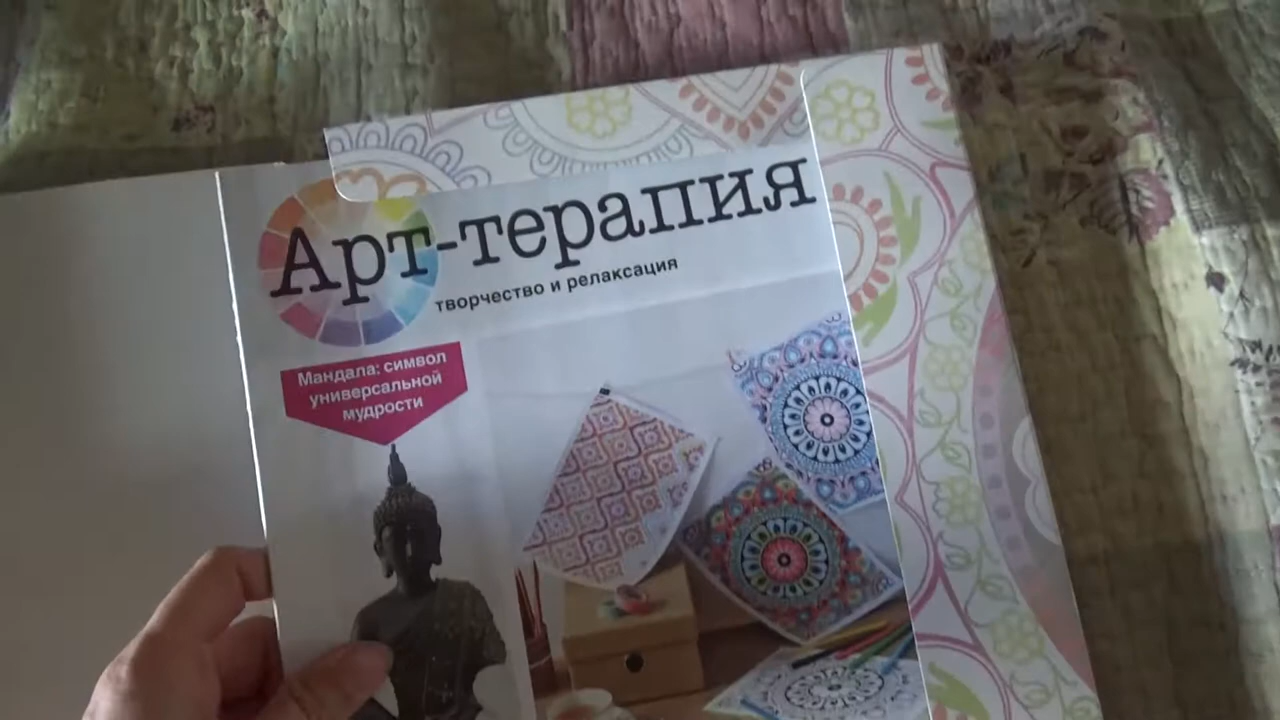 Арт-терапия
творчество и релаксация
Мандала: символ
универсальной
мудрости